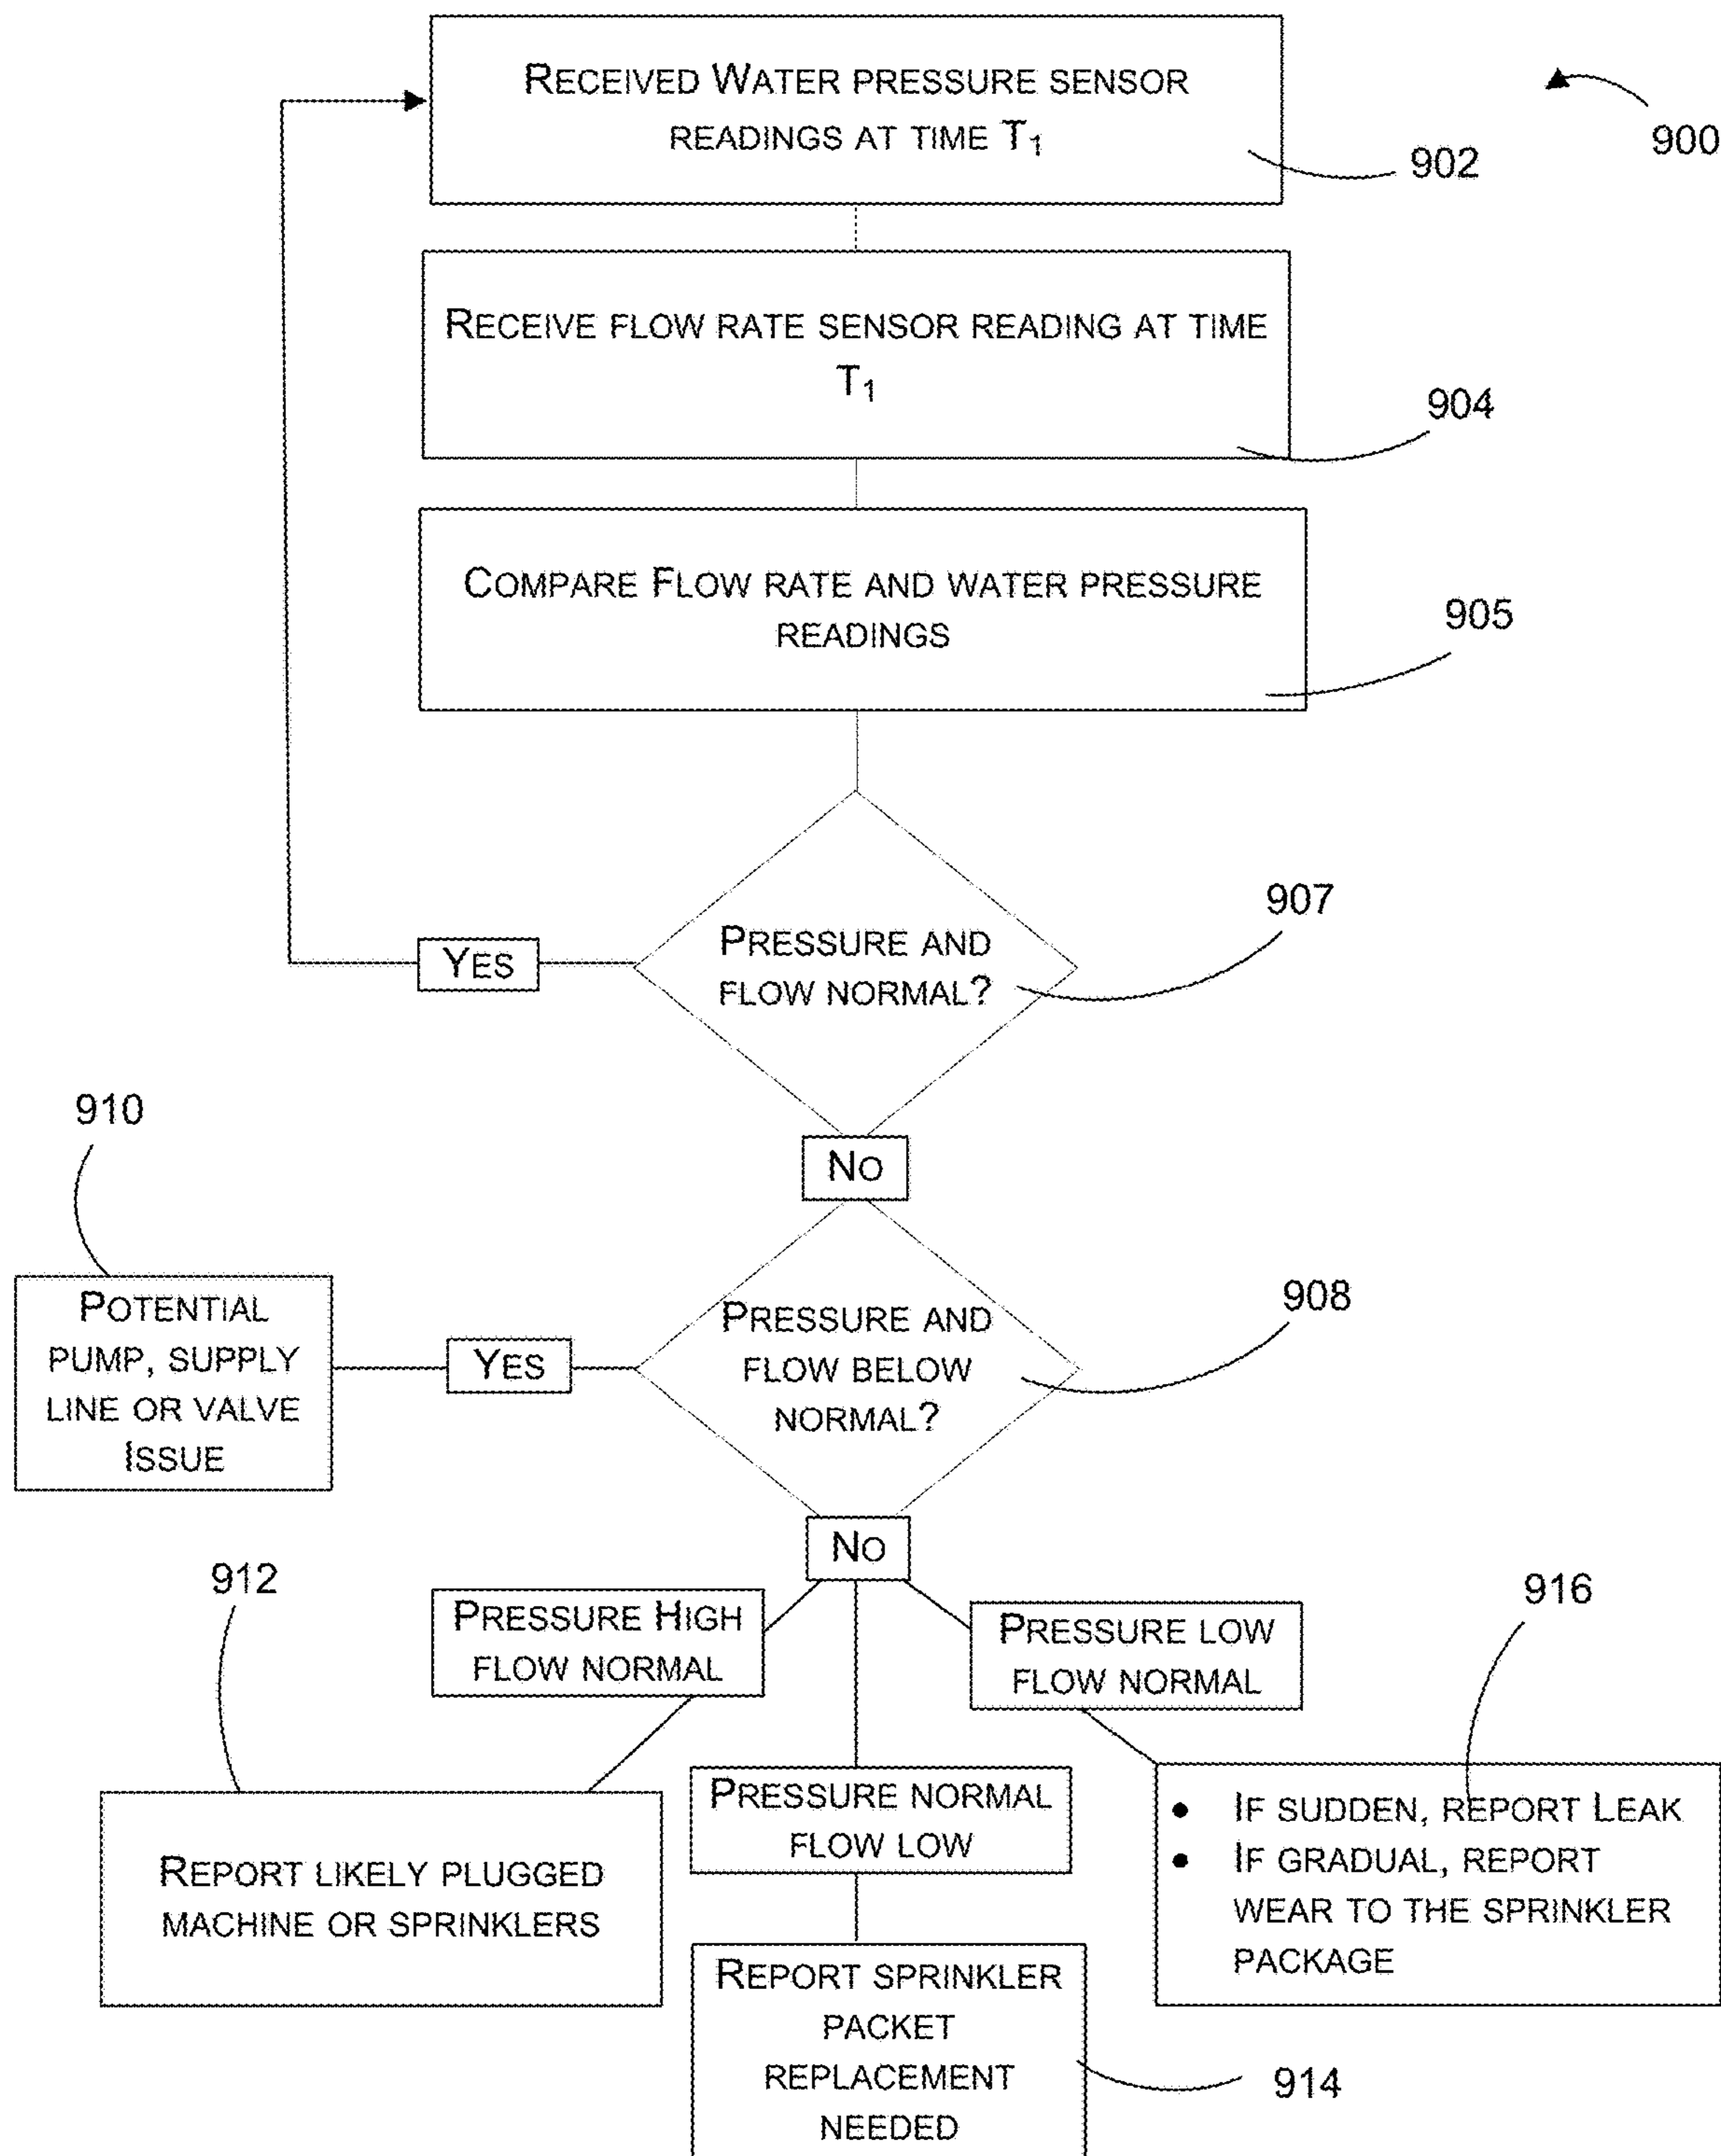 Received Water pressure sensor
readings at time T₁
900
902
Receive flow rate sensor reading at time
T₁
904
Compare Flow rate and water pressure
readings
905
Pressure and
flow normal?
907
Yes
No
910
Potential
pump, supply
line or valve
Issue
Yes
Pressure and
flow below
normal?
908
No
912
Pressure High
flow normal
Pressure low
flow normal
916
Report likely plugged
machine or sprinklers
Pressure normal
flow low
• If sudden, report Leak
• If gradual, report
wear to the sprinkler
package
Report sprinkler
packet
replacement
needed
914